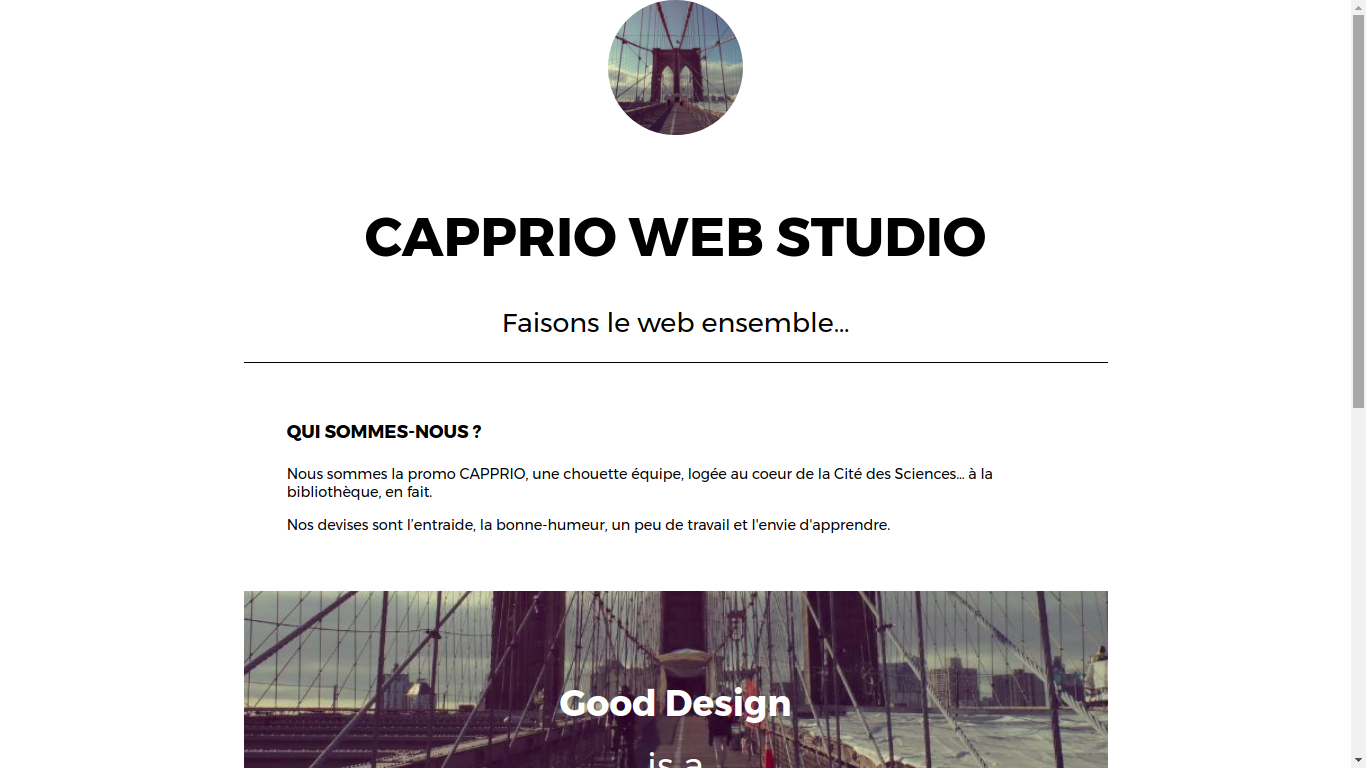 CAPPRIO WEB STUDIO
Faisons le web ensemble...
QUI SOMMES-NOUS ?
Nous sommes la promo CAPPRIO, une chouette équipe, logée au coeur de la Cité des Sciences... à la
bibliothèque, en fait.
Nos devises sont l'entraide, la bonne-humeur, un peu de travail et l'envie d'apprendre.
Good Design
is a